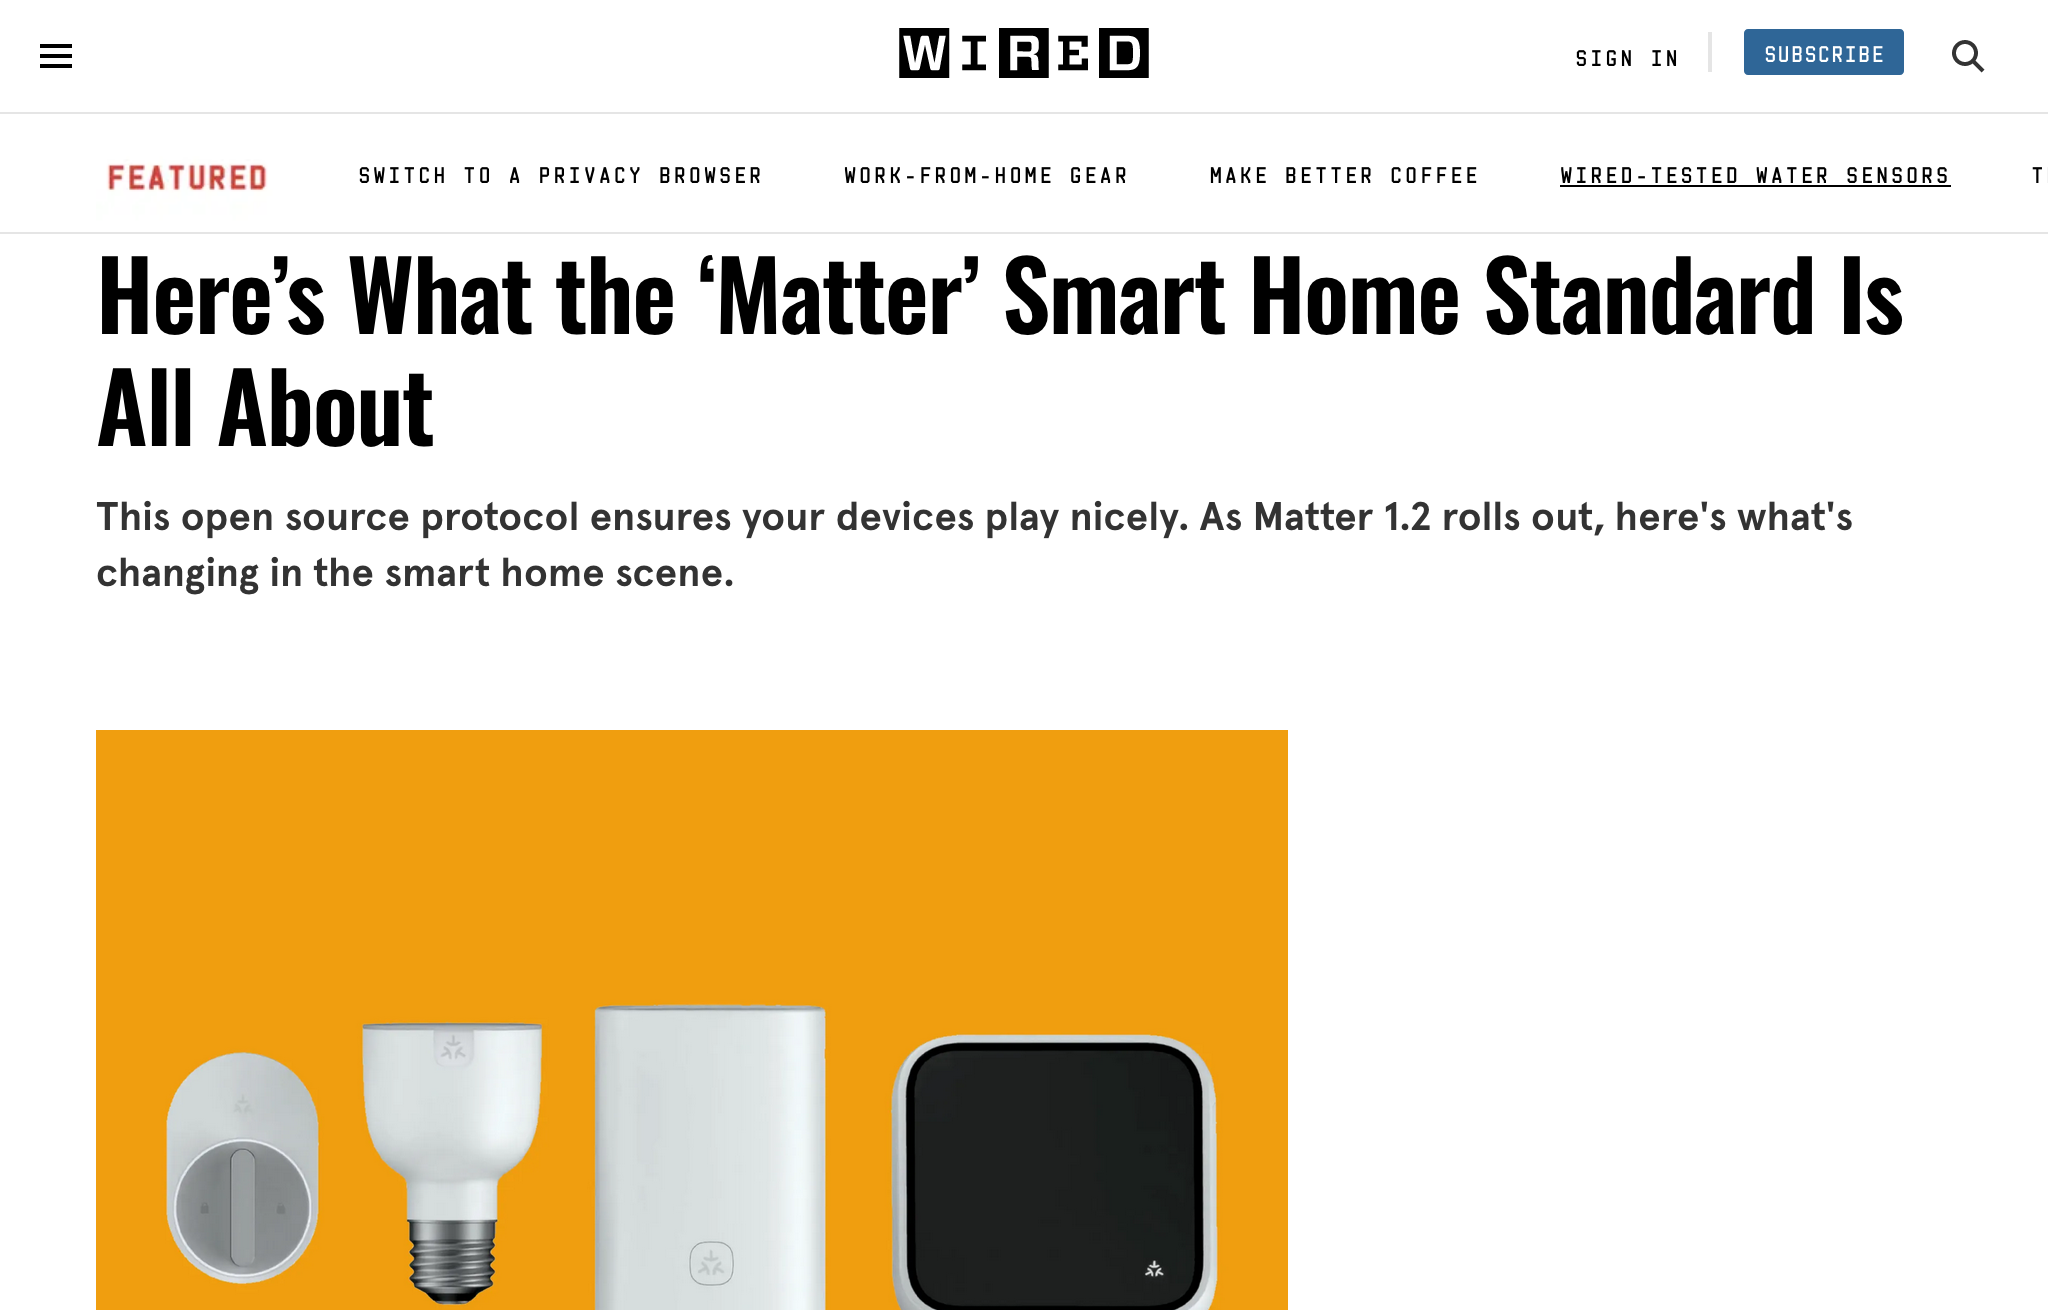 WIRED
SIGN IN
SUBSCRIBE
FEATURED
SWITCH TO A PRIVACY BROWSER
WORK-FROM-HOME GEAR
MAKE BETTER COFFEE
WIRED-TESTED WATER SENSORS
Here’s What the ‘Matter’ Smart Home Standard Is
All About
This open source protocol ensures your devices play nicely. As Matter 1.2 rolls out, here's what's
changing in the smart home scene.